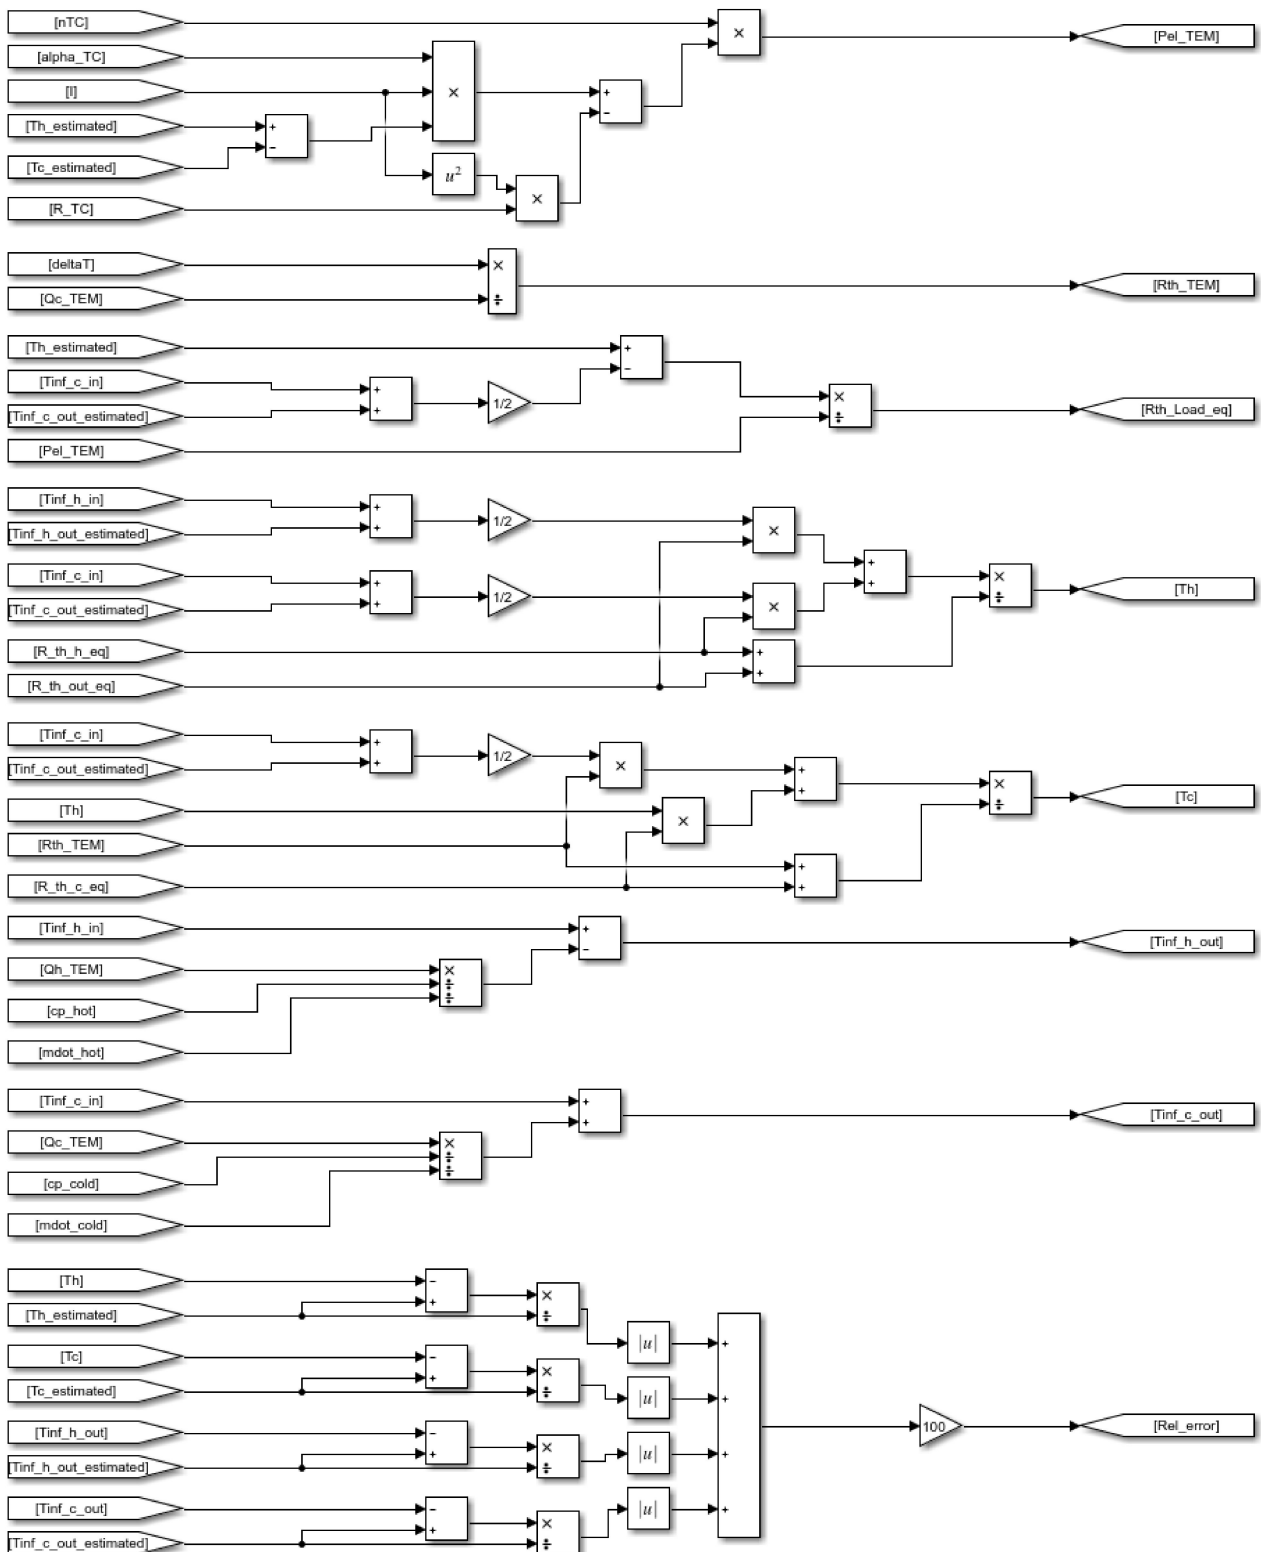 [nTC]
×
[Pel_TEM]
[alpha_TC]
[I]
×
+
−
[Th_estimated]
+
−
[Tc_estimated]
u²
×
[R_TC]
[deltaT]
×
÷
[Qc_TEM]
[Rth_TEM]
[Th_estimated]
+
−
[Tinf_c_in]
+
+
1/2
[Tinf_c_out_estimated]
×
÷
[Rth_Load_eq]
[Pel_TEM]
[Tinf_h_in]
+
+
1/2
[Tinf_h_out_estimated]
×
[Tinf_c_in]
+
+
1/2
[Tinf_c_out_estimated]
×
+
+
×
÷
[Th]
[R_th_h_eq]
+
+
[R_th_out_eq]
[Tinf_c_in]
+
+
1/2
[Tinf_c_out_estimated]
×
+
+
×
÷
[Tc]
[Th]
×
[Rth_TEM]
+
+
[R_th_c_eq]
[Tinf_h_in]
+
−
[Tinf_h_out]
[Qh_TEM]
×
÷
÷
[cp_hot]
[mdot_hot]
[Tinf_c_in]
+
+
[Tinf_c_out]
[Qc_TEM]
×
÷
÷
[cp_cold]
[mdot_cold]
[Th]
−
+
×
÷
[Th_estimated]
|u|
+
[Tc]
−
+
×
÷
[Tc_estimated]
|u|
+
[Tinf_h_out]
−
+
100
[Rel_error]
×
÷
|u|
+
[Tinf_h_out_estimated]
[Tinf_c_out]
−
+
|u|
+
×
÷
[Tinf_c_out_estimated]